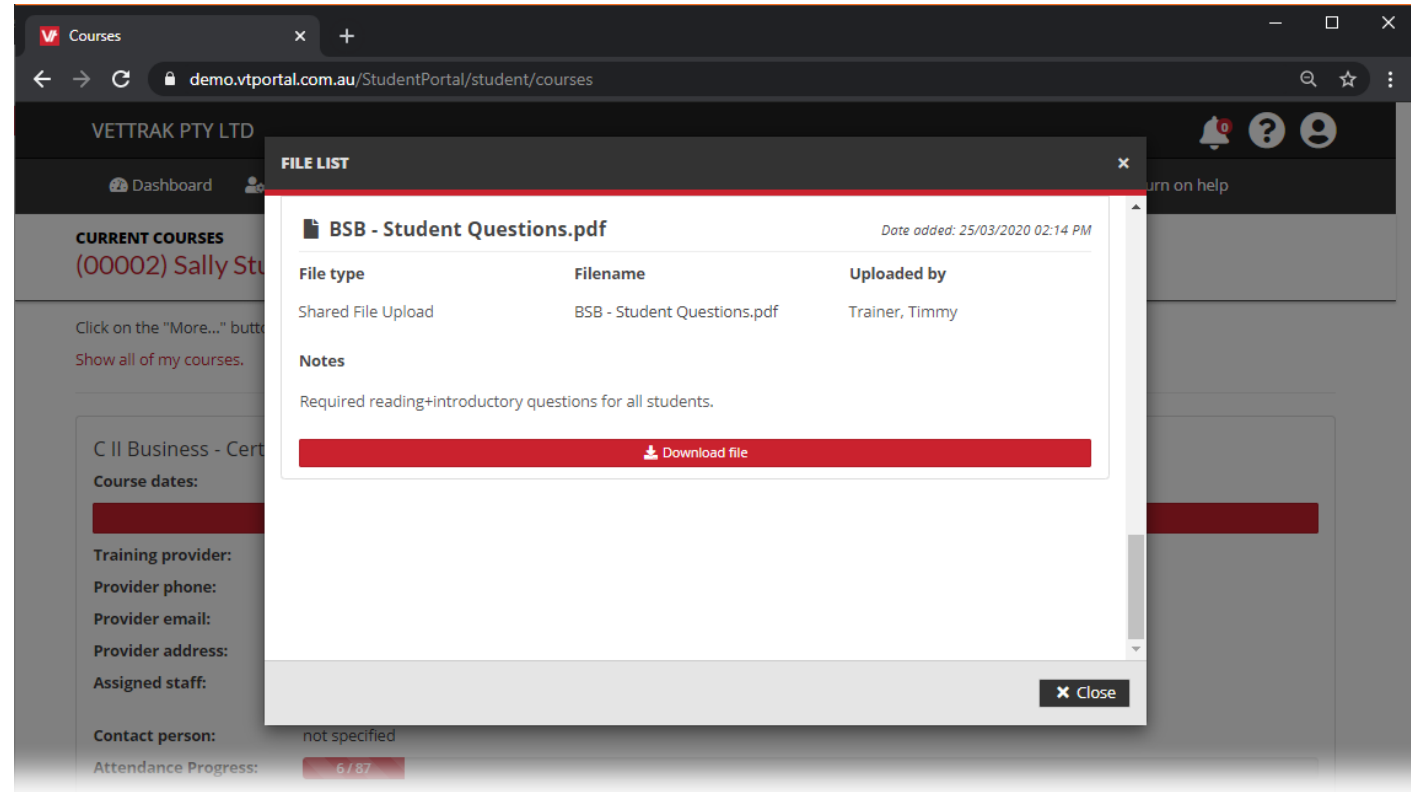 Courses
demo.vtportal.com.au/StudentPortal/student/courses
VETTRAK PTY LTD
0
Dashboard
urn on help
FILE LIST
CURRENT COURSES
(00002) Sally Stu
BSB - Student Questions.pdf
Date added: 25/03/2020 02:14 PM
File type Filename Uploaded by
Shared File Upload BSB - Student Questions.pdf Trainer, Timmy
Click on the "More..." butto
Show all of my courses.
Notes
Required reading+introductory questions for all students.
Download file
C II Business - Cert
Course dates:
Training provider:
Provider phone:
Provider email:
Provider address:
Assigned staff:
Close
Contact person: not specified
Attendance Progress: 6 / 87